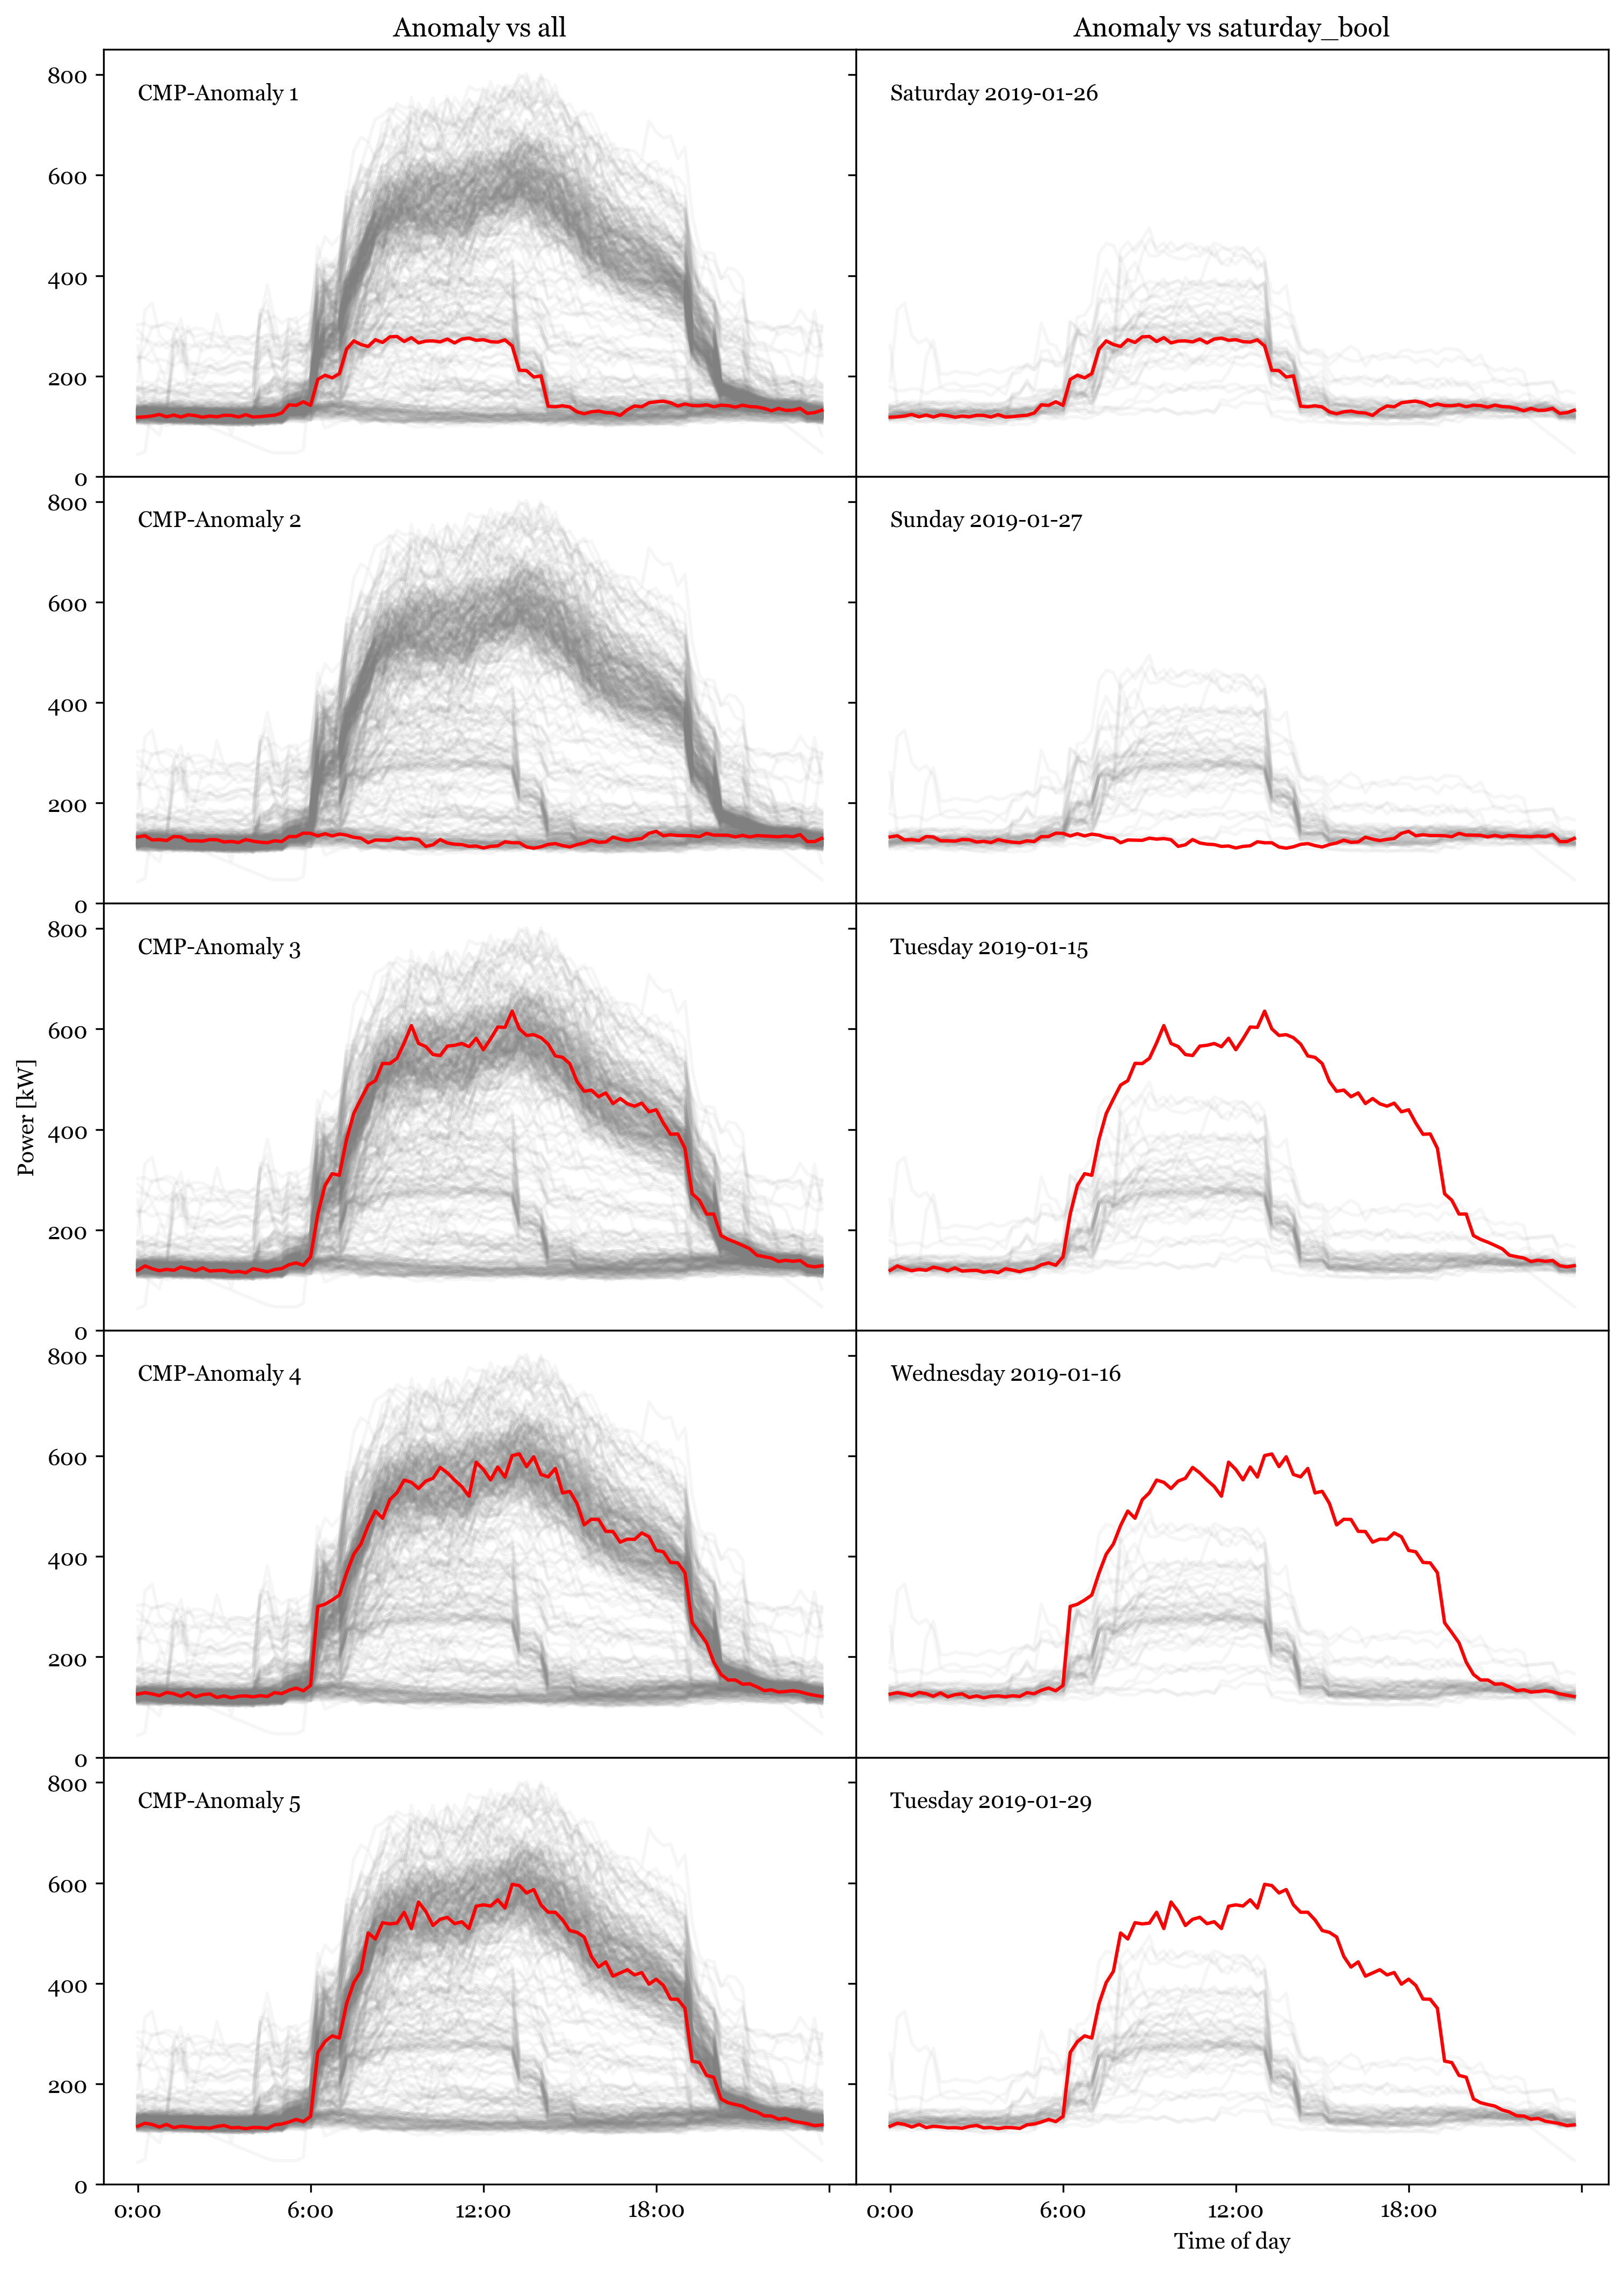 Anomaly vs all
Anomaly vs saturday_bool
CMP-Anomaly 1
Saturday 2019-01-26
800
600
400
200
0
CMP-Anomaly 2
Sunday 2019-01-27
800
600
400
200
0
CMP-Anomaly 3
Tuesday 2019-01-15
800
600
400
200
0
Power [kW]
CMP-Anomaly 4
Wednesday 2019-01-16
800
600
400
200
0
CMP-Anomaly 5
Tuesday 2019-01-29
800
600
400
200
0
0:00 6:00 12:00 18:00
0:00 6:00 12:00 18:00
Time of day